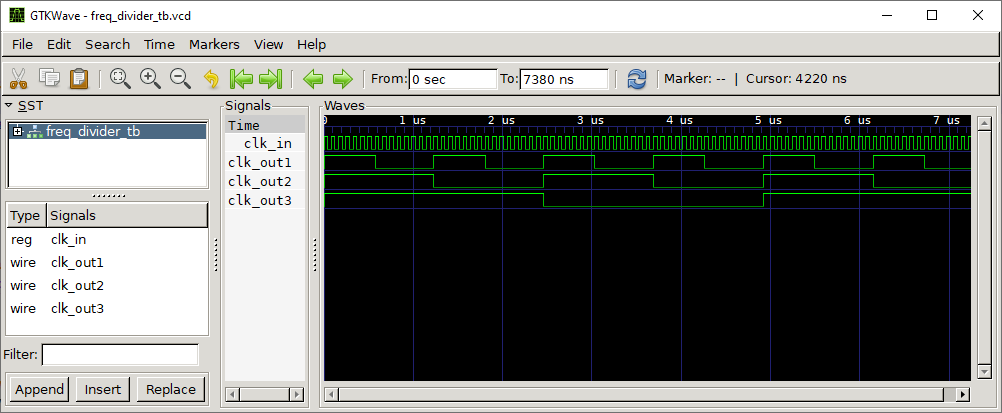 GTKWave - freq_divider_tb.vcd
File Edit Search Time Markers View Help
From: 0 sec To: 7380 ns Marker: -- | Cursor: 4220 ns
SST
freq_divider_tb
Type Signals
reg clk_in
wire clk_out1
wire clk_out2
wire clk_out3
Filter:
Append Insert Replace
Signals
Time
clk_in
clk_out1
clk_out2
clk_out3
Waves
0 1 us 2 us 3 us 4 us 5 us 6 us 7 us